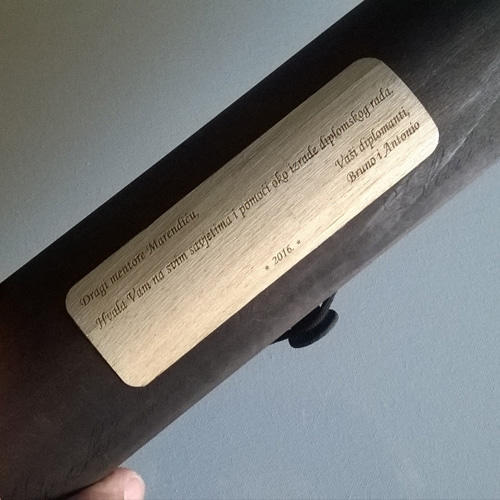 Dragi mentore Marendiću,
Hvala Vam na svim savjetima i pomoći oko izrade diplomskog rada,
Vaši diplomanti,
Bruno i Antonio
* 2016. *